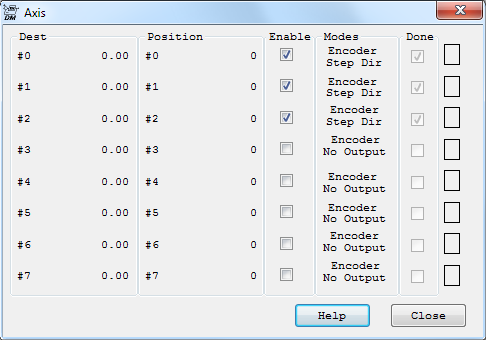 Axis
Dest Position Enable Modes Done
#0 0.00 #0 0 Encoder
Step Dir
#1 0.00 #1 0 Encoder
Step Dir
#2 0.00 #2 0 Encoder
Step Dir
#3 0.00 #3 0 Encoder
No Output
#4 0.00 #4 0 Encoder
No Output
#5 0.00 #5 0 Encoder
No Output
#6 0.00 #6 0 Encoder
No Output
#7 0.00 #7 0 Encoder
No Output
Help Close